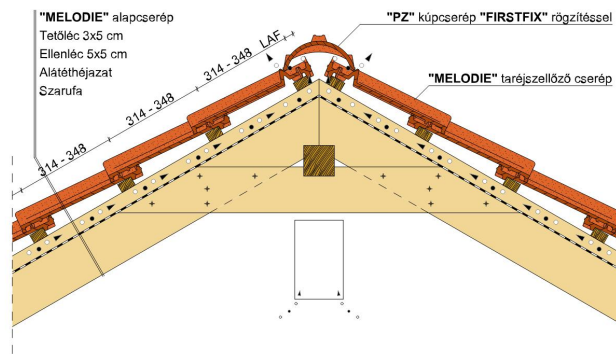 "MELODIE" alapcserép
Tetőléc 3x5 cm
Ellenléc 5x5 cm
Alátéthéjazat
Szarufa
"PZ" kúpcserép "FIRSTFIX" rögzítéssel
"MELODIE" taréjszellőző cserép
LAF
314 - 348
314 - 348
314 - 348